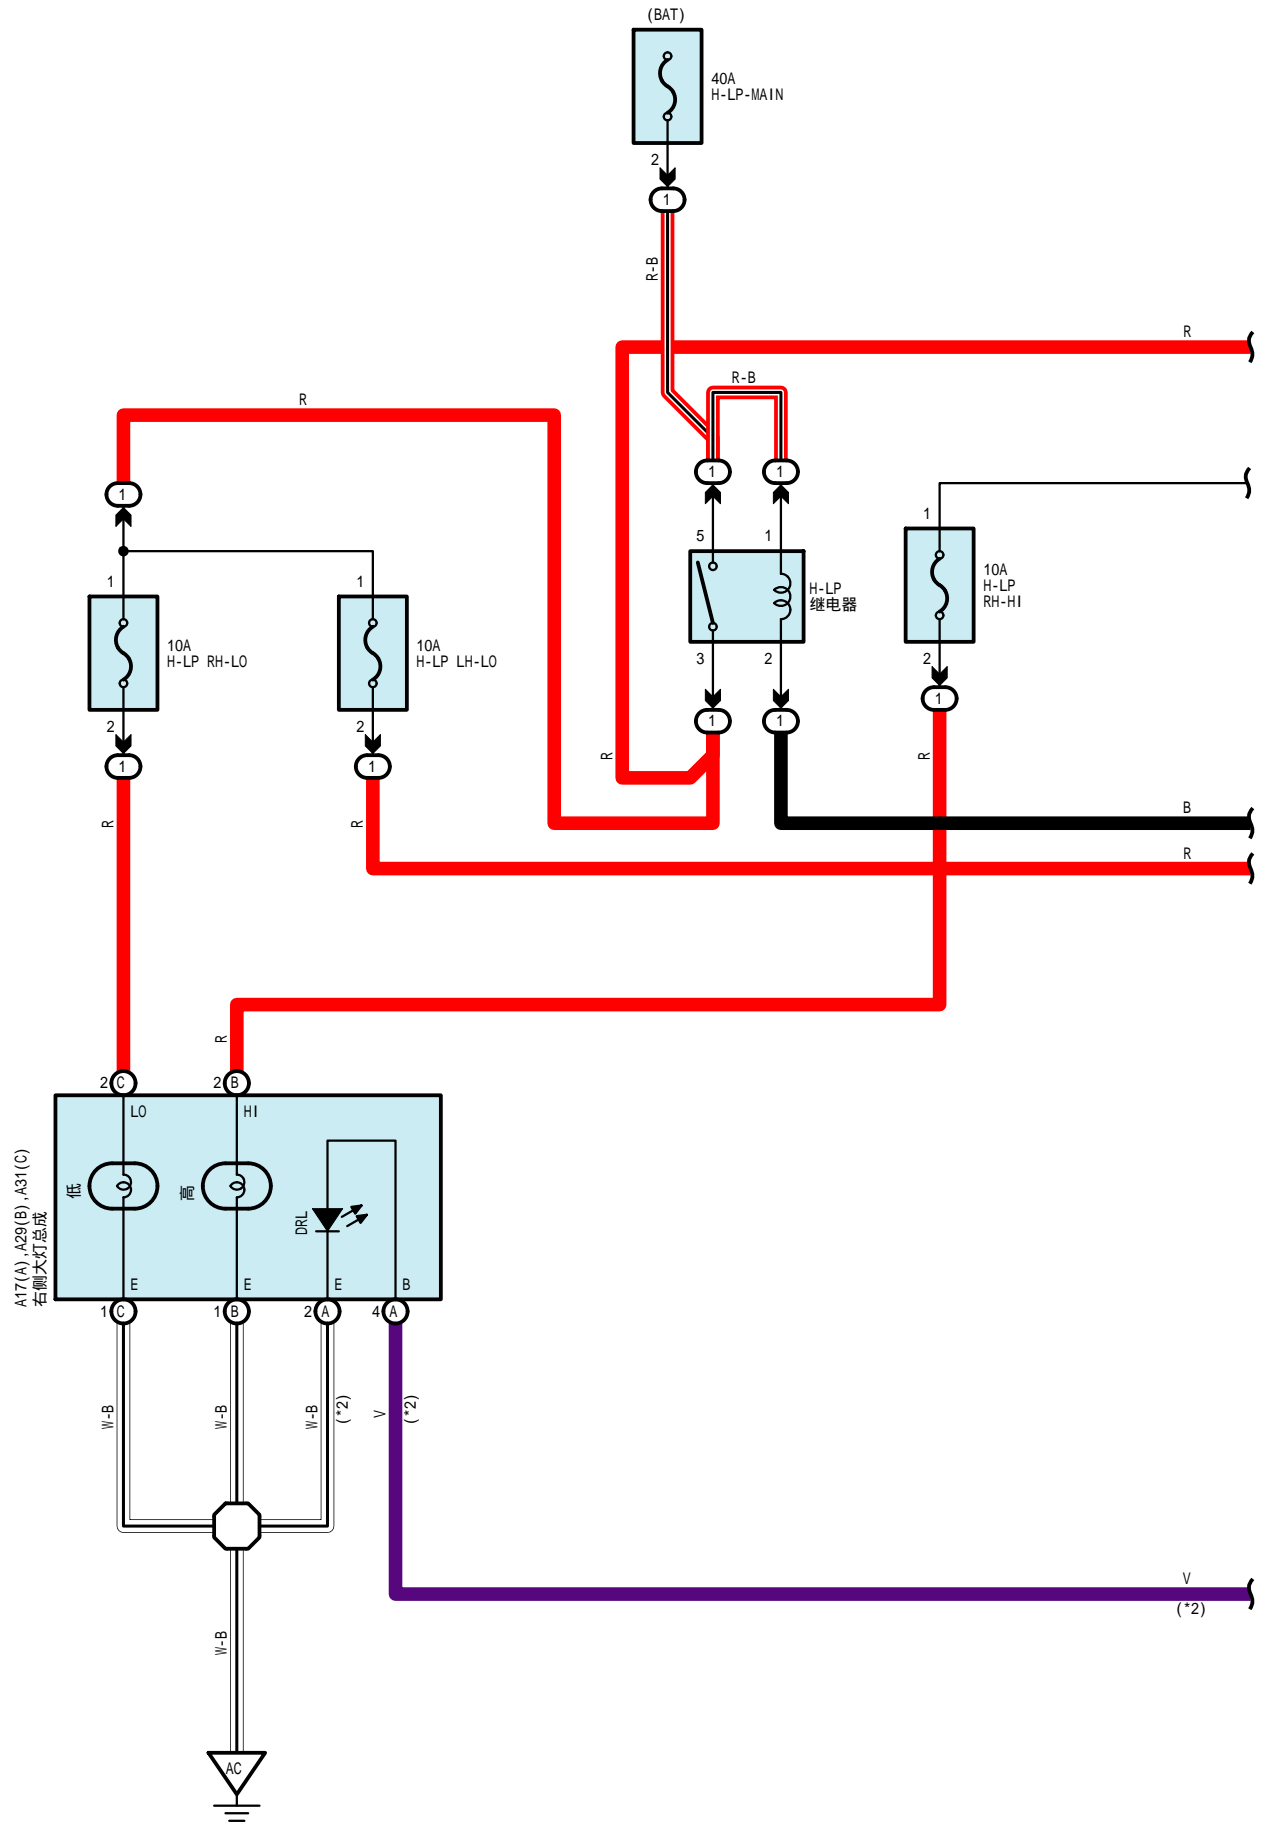 (BAT)
40A
H-LP-MAIN
2
1
R-B
R
R-B
R
1
1
1
5
1
1
1
1
10A
H-LP RH-LO
10A
H-LP LH-LO
H-LP
继电器
10A
H-LP
RH-HI
3
2
2
1
2
2
1
1
1
1
R
R
R
R
B
R
R
2
C
2
B
LO
HI
A17(A),A29(B),A31(C)
右侧大灯总成
低
高
DRL
E
E
E
B
1
C
1
B
2
A
4
A
W-B
W-B
W-B
(*2)
V
(*2)
V
(*2)
W-B
AC